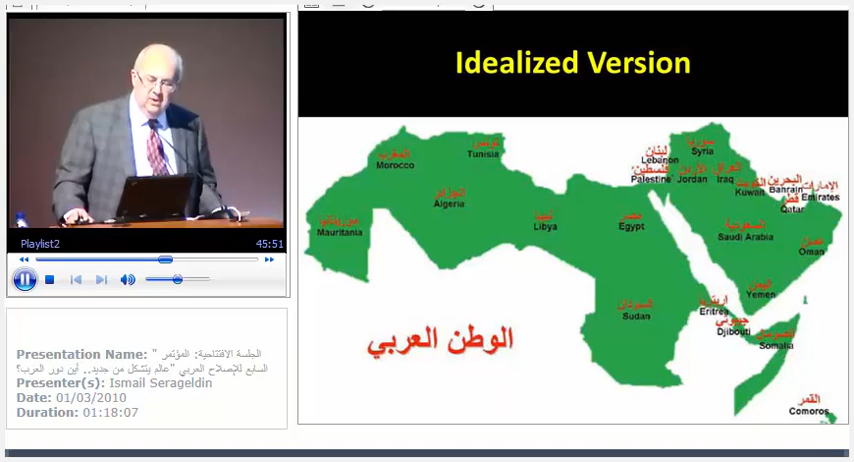 Idealized Version
Playlist2
45:51
Presentation Name: " الجلسة الافتتاحية: المؤتمر
السابع للإصلاح العربي "عالم يتشكل من جديد.. أين دور العرب؟
Presenter(s): Ismail Serageldin
Date: 01/03/2010
Duration: 01:18:07
المغرب
Morocco
تونس
Tunisia
الجزائر
Algeria
موريتانيا
Mauritania
ليبيا
Libya
مصر
Egypt
السودان
Sudan
لبنان
Lebanon
فلسطين
Palestine
سوريا
Syria
الأردن
Jordan
العراق
Iraq
الكويت
Kuwait
البحرين
Bahrain
قطر
Qatar
الإمارات
Emirates
السعودية
Saudi Arabia
عمان
Oman
اليمن
Yemen
اريتريا
Eritrea
جيبوتي
Djibouti
الصومال
Somalia
القمر
Comoros
الوطن العربي